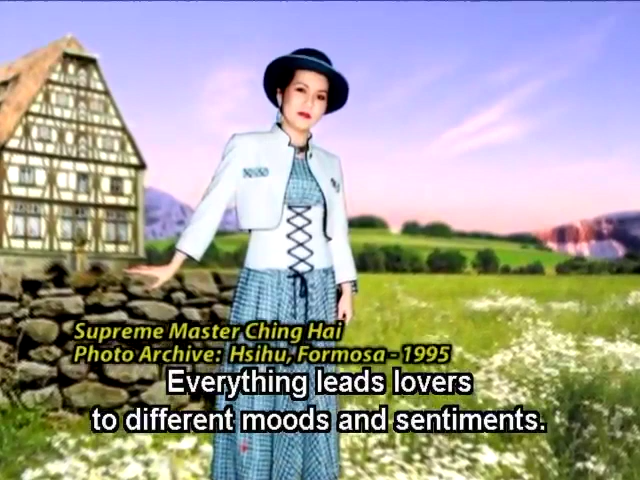 Supreme Master Ching Hai
Photo Archive: Hsihu, Formosa - 1995
Everything leads lovers
to different moods and sentiments.